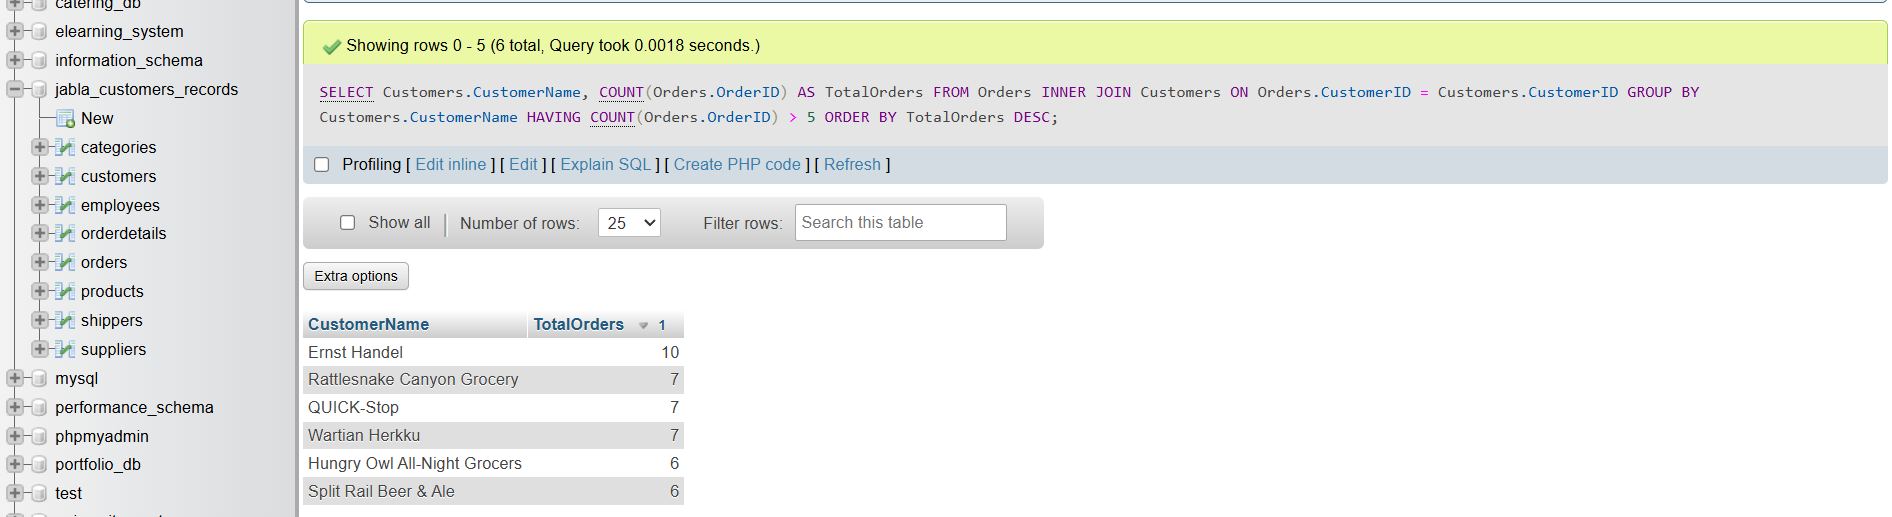 catering_db
elearning_system
information_schema
jabla_customers_records
New
categories
customers
employees
orderdetails
orders
products
shippers
suppliers
mysql
performance_schema
phpmyadmin
portfolio_db
test
Showing rows 0 - 5 (6 total, Query took 0.0018 seconds.)
SELECT Customers.CustomerName, COUNT(Orders.OrderID) AS TotalOrders FROM Orders INNER JOIN Customers ON Orders.CustomerID = Customers.CustomerID GROUP BY
Customers.CustomerName HAVING COUNT(Orders.OrderID) > 5 ORDER BY TotalOrders DESC;
Profiling [ Edit inline ] [ Edit ] [ Explain SQL ] [ Create PHP code ] [ Refresh ]
Show all Number of rows: 25 Filter rows: Search this table
Extra options
CustomerName TotalOrders 1
Ernst Handel 10
Rattlesnake Canyon Grocery 7
QUICK-Stop 7
Wartian Herkku 7
Hungry Owl All-Night Grocers 6
Split Rail Beer & Ale 6